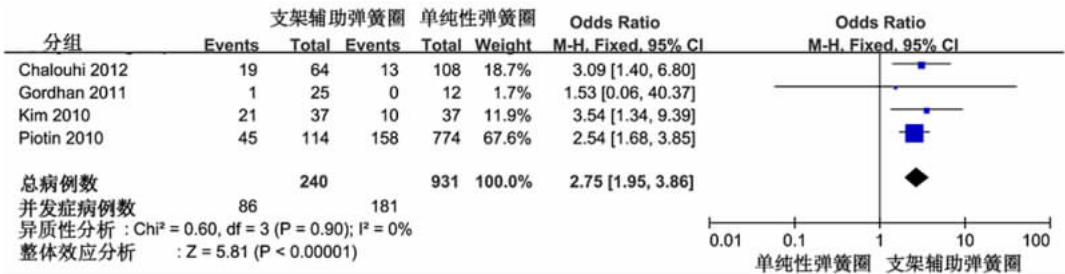 支架辅助弹簧圈 单纯性弹簧圈 Odds Ratio Odds Ratio
分组 Events Total Events Total Weight M-H, Fixed, 95% CI M-H, Fixed, 95% CI
Chalouhi 2012 19 64 13 108 18.7% 3.09 [1.40, 6.80]
Gordhan 2011 1 25 0 12 1.7% 1.53 [0.06, 40.37]
Kim 2010 21 37 10 37 11.9% 3.54 [1.34, 9.39]
Piotin 2010 45 114 158 774 67.6% 2.54 [1.68, 3.85]
总病例数 240 931 100.0% 2.75 [1.95, 3.86]
并发症病例数 86 181
异质性分析 : Chi² = 0.60, df = 3 (P = 0.90); I² = 0%
整体效应分析 : Z = 5.81 (P < 0.00001)
0.01 0.1 1 10 100
单纯性弹簧圈 支架辅助弹簧圈